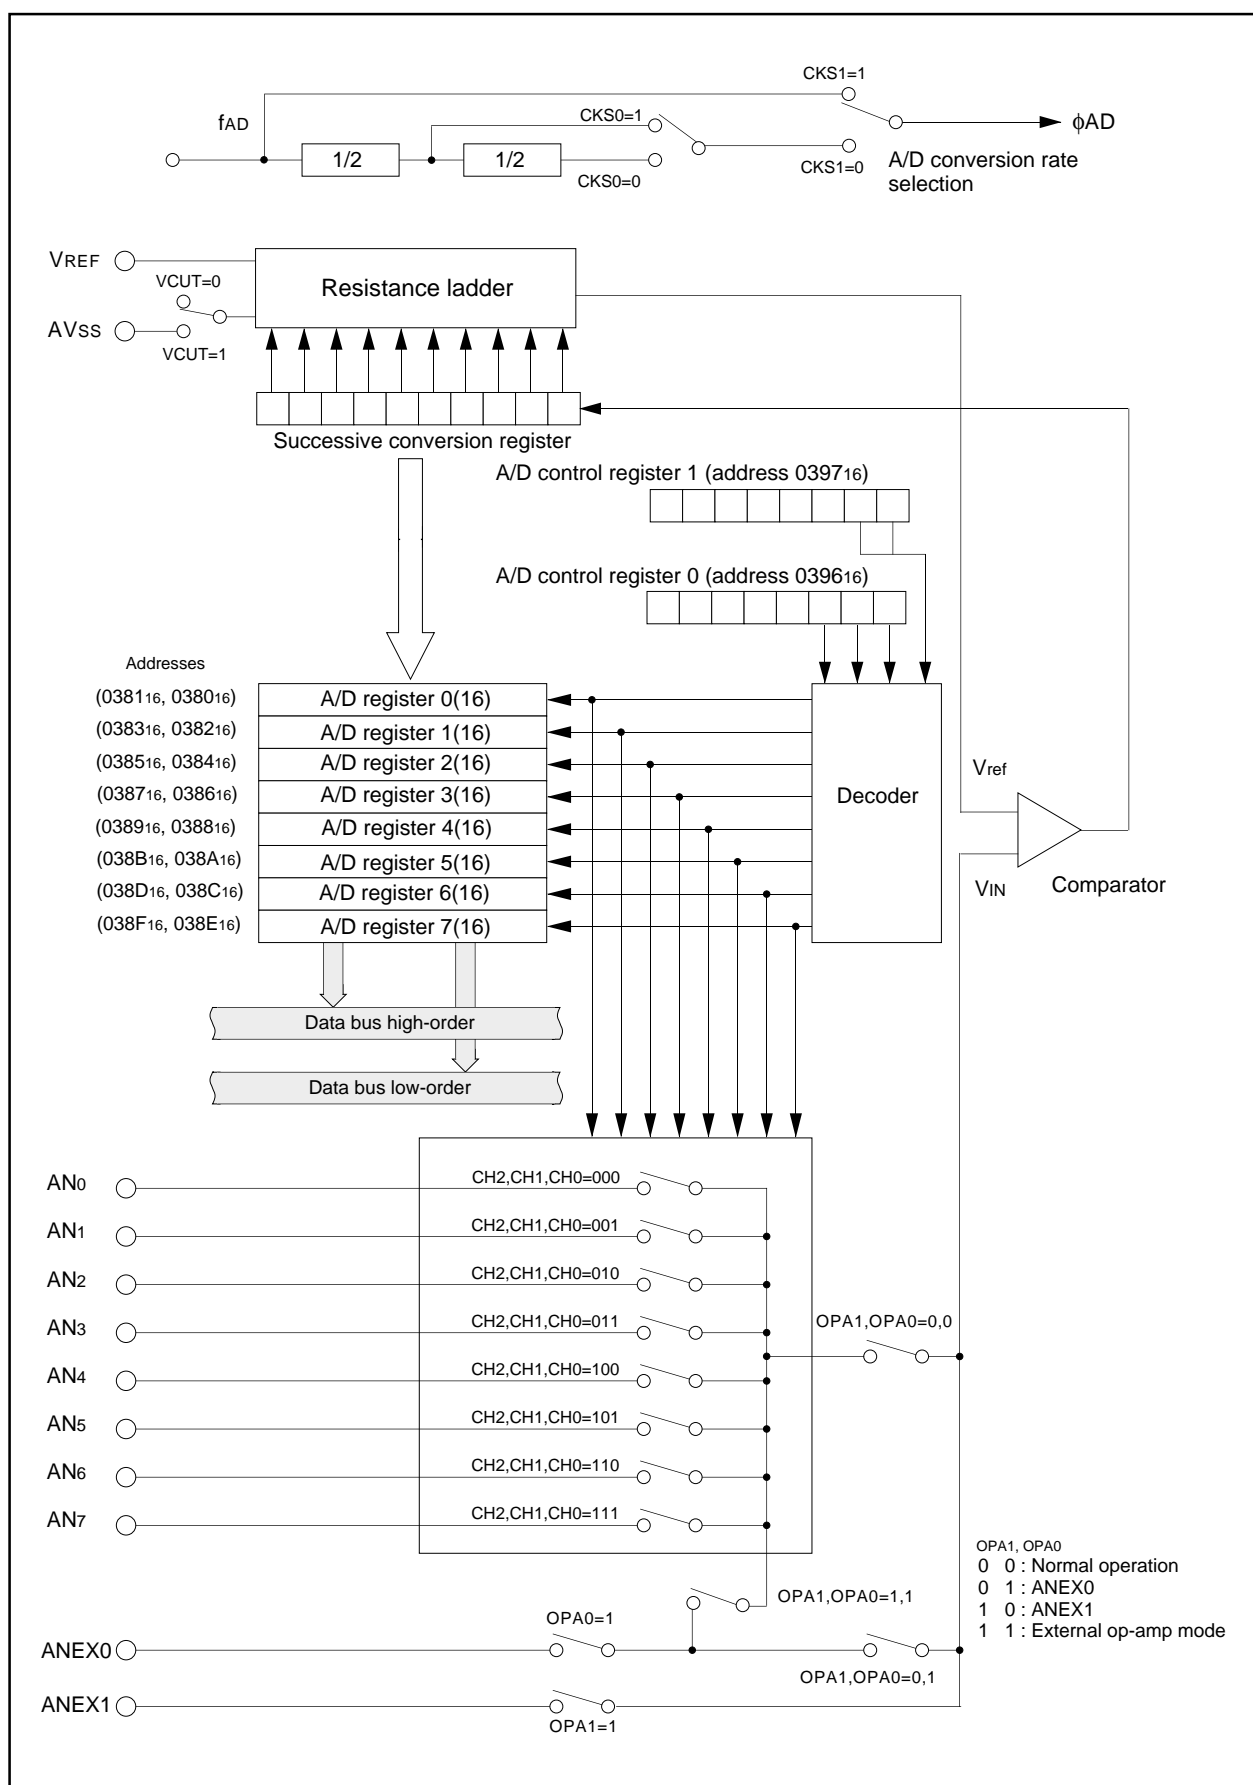 CKS1=1
CKS0=1
fAD
1/2
1/2
φAD
CKS0=0
CKS1=0
A/D conversion rate
selection
VREF
VCUT=0
Resistance ladder
AVSS
VCUT=1
Successive conversion register
A/D control register 1 (address 039716)
A/D control register 0 (address 039616)
Addresses
(038116, 038016)
A/D register 0(16)
(038316, 038216)
A/D register 1(16)
(038516, 038416)
A/D register 2(16)
(038716, 038616)
A/D register 3(16)
(038916, 038816)
A/D register 4(16)
(038B16, 038A16)
A/D register 5(16)
(038D16, 038C16)
A/D register 6(16)
(038F16, 038E16)
A/D register 7(16)
Decoder
Vref
VIN
Comparator
Data bus high-order
Data bus low-order
AN0
CH2,CH1,CH0=000
AN1
CH2,CH1,CH0=001
AN2
CH2,CH1,CH0=010
AN3
CH2,CH1,CH0=011
OPA1,OPA0=0,0
AN4
CH2,CH1,CH0=100
AN5
CH2,CH1,CH0=101
AN6
CH2,CH1,CH0=110
AN7
CH2,CH1,CH0=111
OPA1, OPA0
0 0 : Normal operation
0 1 : ANEX0
1 0 : ANEX1
1 1 : External op-amp mode
OPA1,OPA0=1,1
OPA0=1
ANEX0
OPA1,OPA0=0,1
ANEX1
OPA1=1